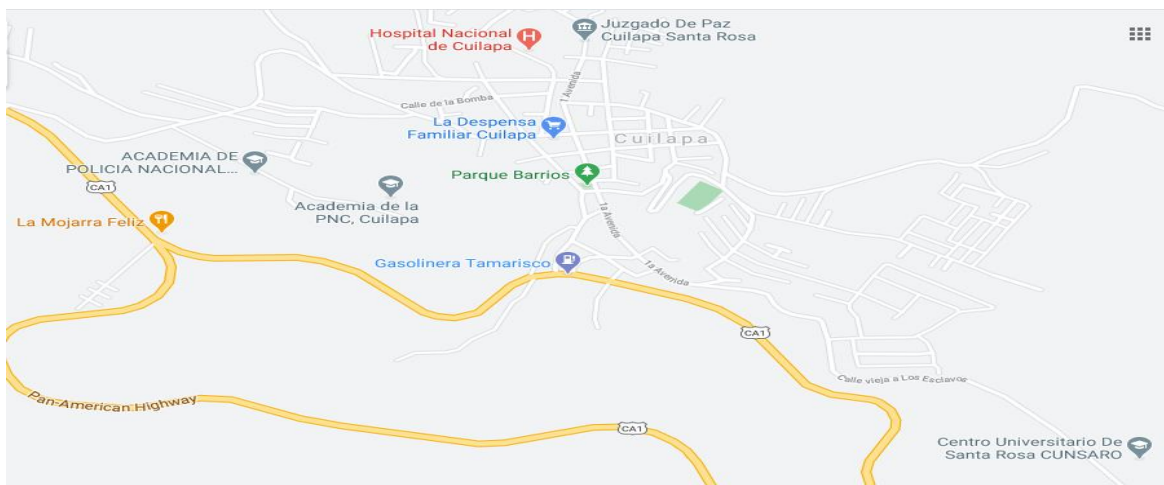 Hospital Nacional
de Cuilapa
H
Juzgado De Paz
Cuilapa Santa Rosa
1 Avenida
Calle de la Bomba
La Despensa
Familiar Cuilapa
Cuilapa
ACADEMIA DE
POLICIA NACIONAL...
Parque Barrios
CA1
Academia de la
PNC, Cuilapa
La Mojarra Feliz
1a Avenida
Gasolinera Tamarisco
1a Avenida
CA1
Calle vieja a Los Esclavos
Pan-American Highway
CA1
Centro Universitario De
Santa Rosa CUNSARO